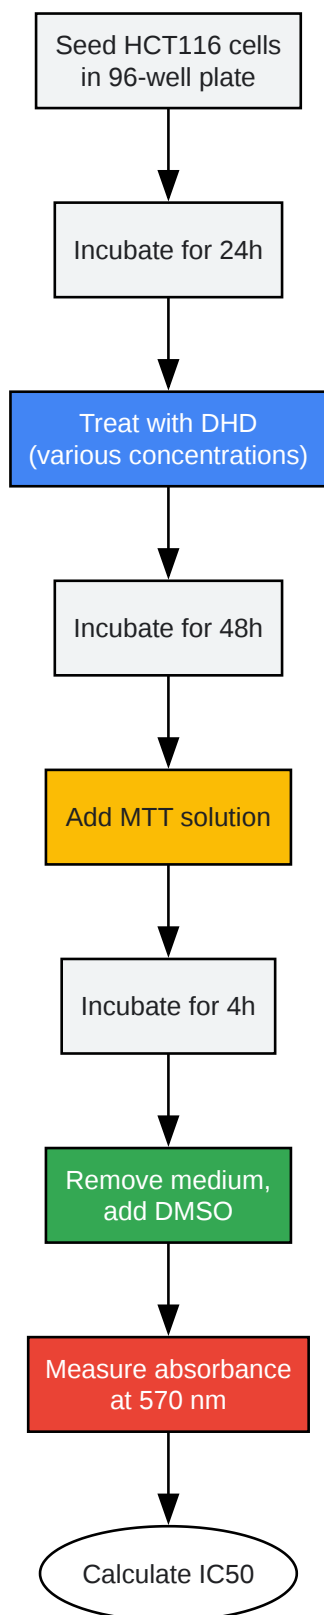 Seed HCT116 cells
in 96-well plate
Incubate for 24h
Treat with DHD
(various concentrations)
Incubate for 48h
Add MTT solution
Incubate for 4h
Remove medium,
add DMSO
Measure absorbance
at 570 nm
Calculate IC50